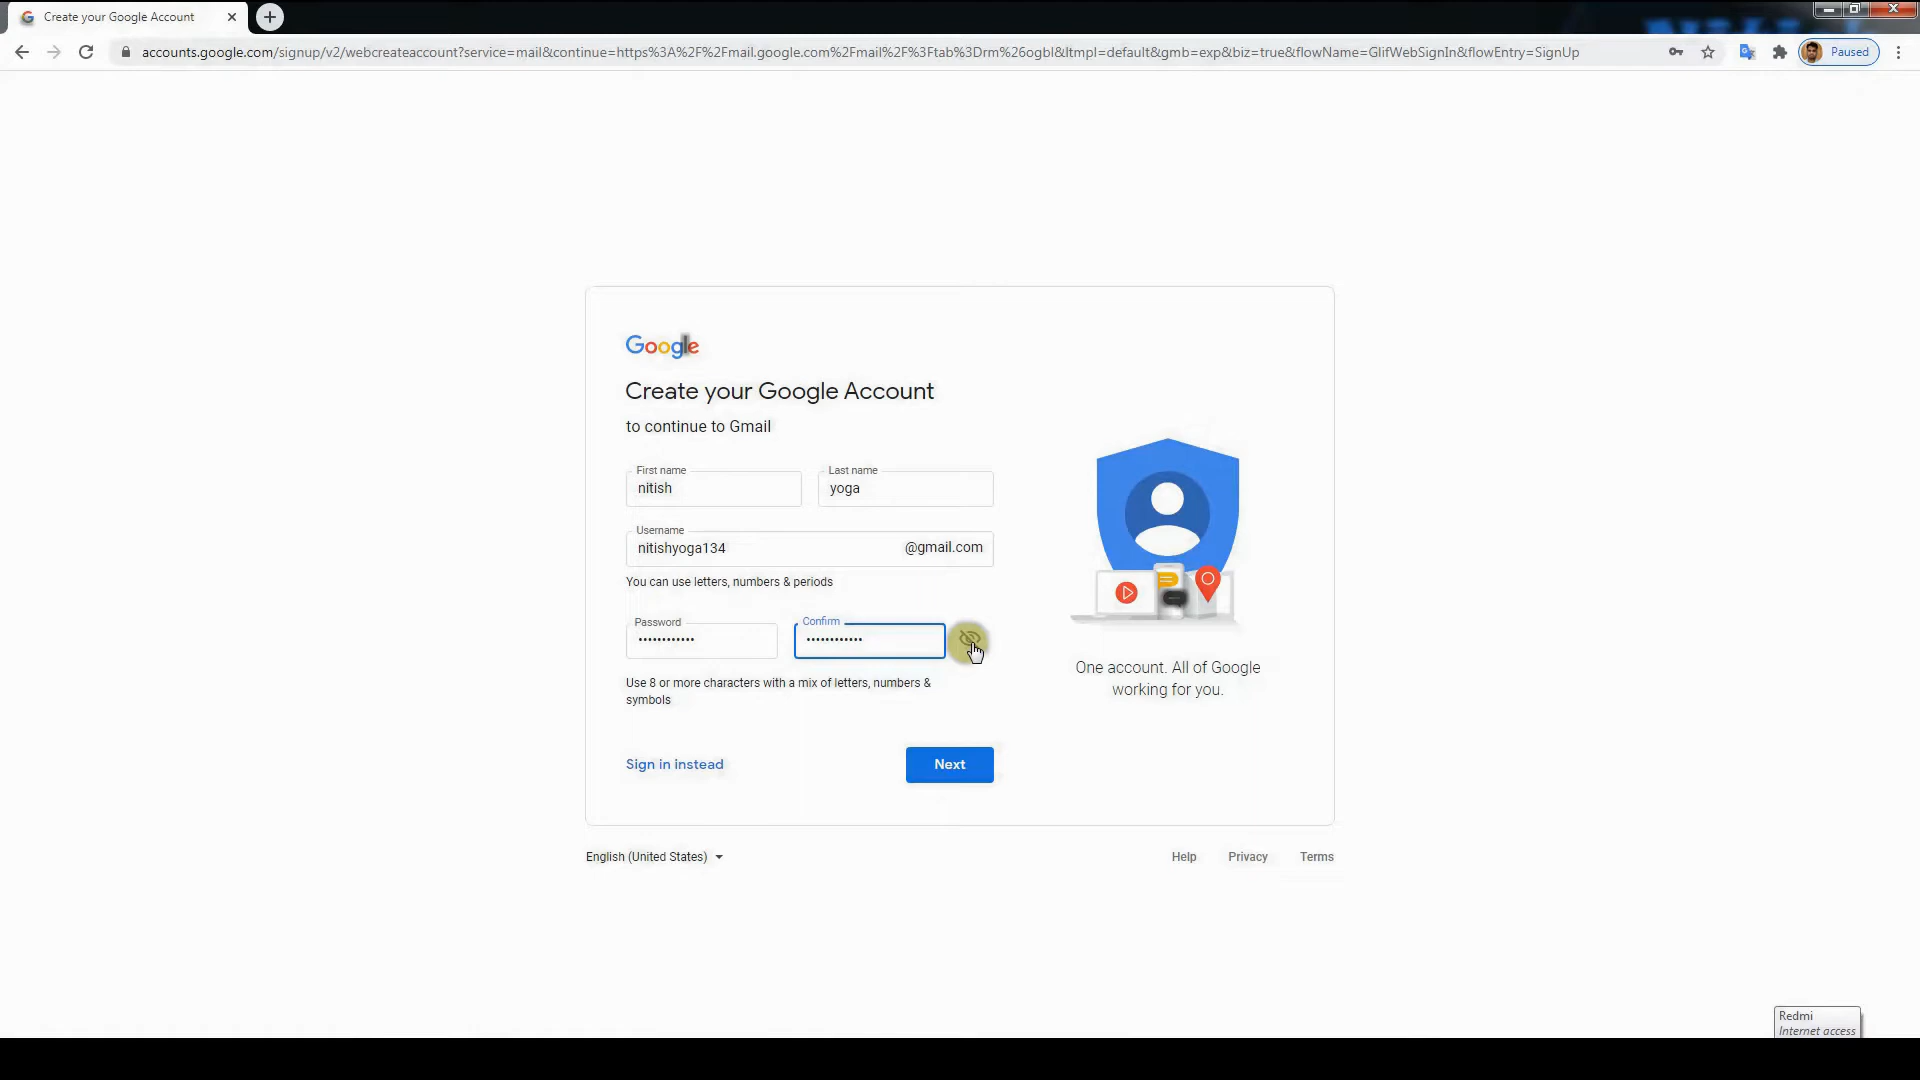 Create your Google Account
accounts.google.com/signup/v2/webcreateaccount?service=mail&continue=https%3A%2F%2Fmail.google.com%2Fmail%2F%3Ftab%3Drm%26ogbl&ltmpl=default&gmb=exp&biz=true&flowName=GlifWebSignIn&flowEntry=SignUp
Paused
Google
Create your Google Account
to continue to Gmail
First name
nitish
Last name
yoga
Username
nitishyoga134
@gmail.com
You can use letters, numbers & periods
Password
••••••••••••
Confirm
••••••••••••
Use 8 or more characters with a mix of letters, numbers &
symbols
Sign in instead
Next
One account. All of Google
working for you.
English (United States)
Help
Privacy
Terms
Redmi
Internet access